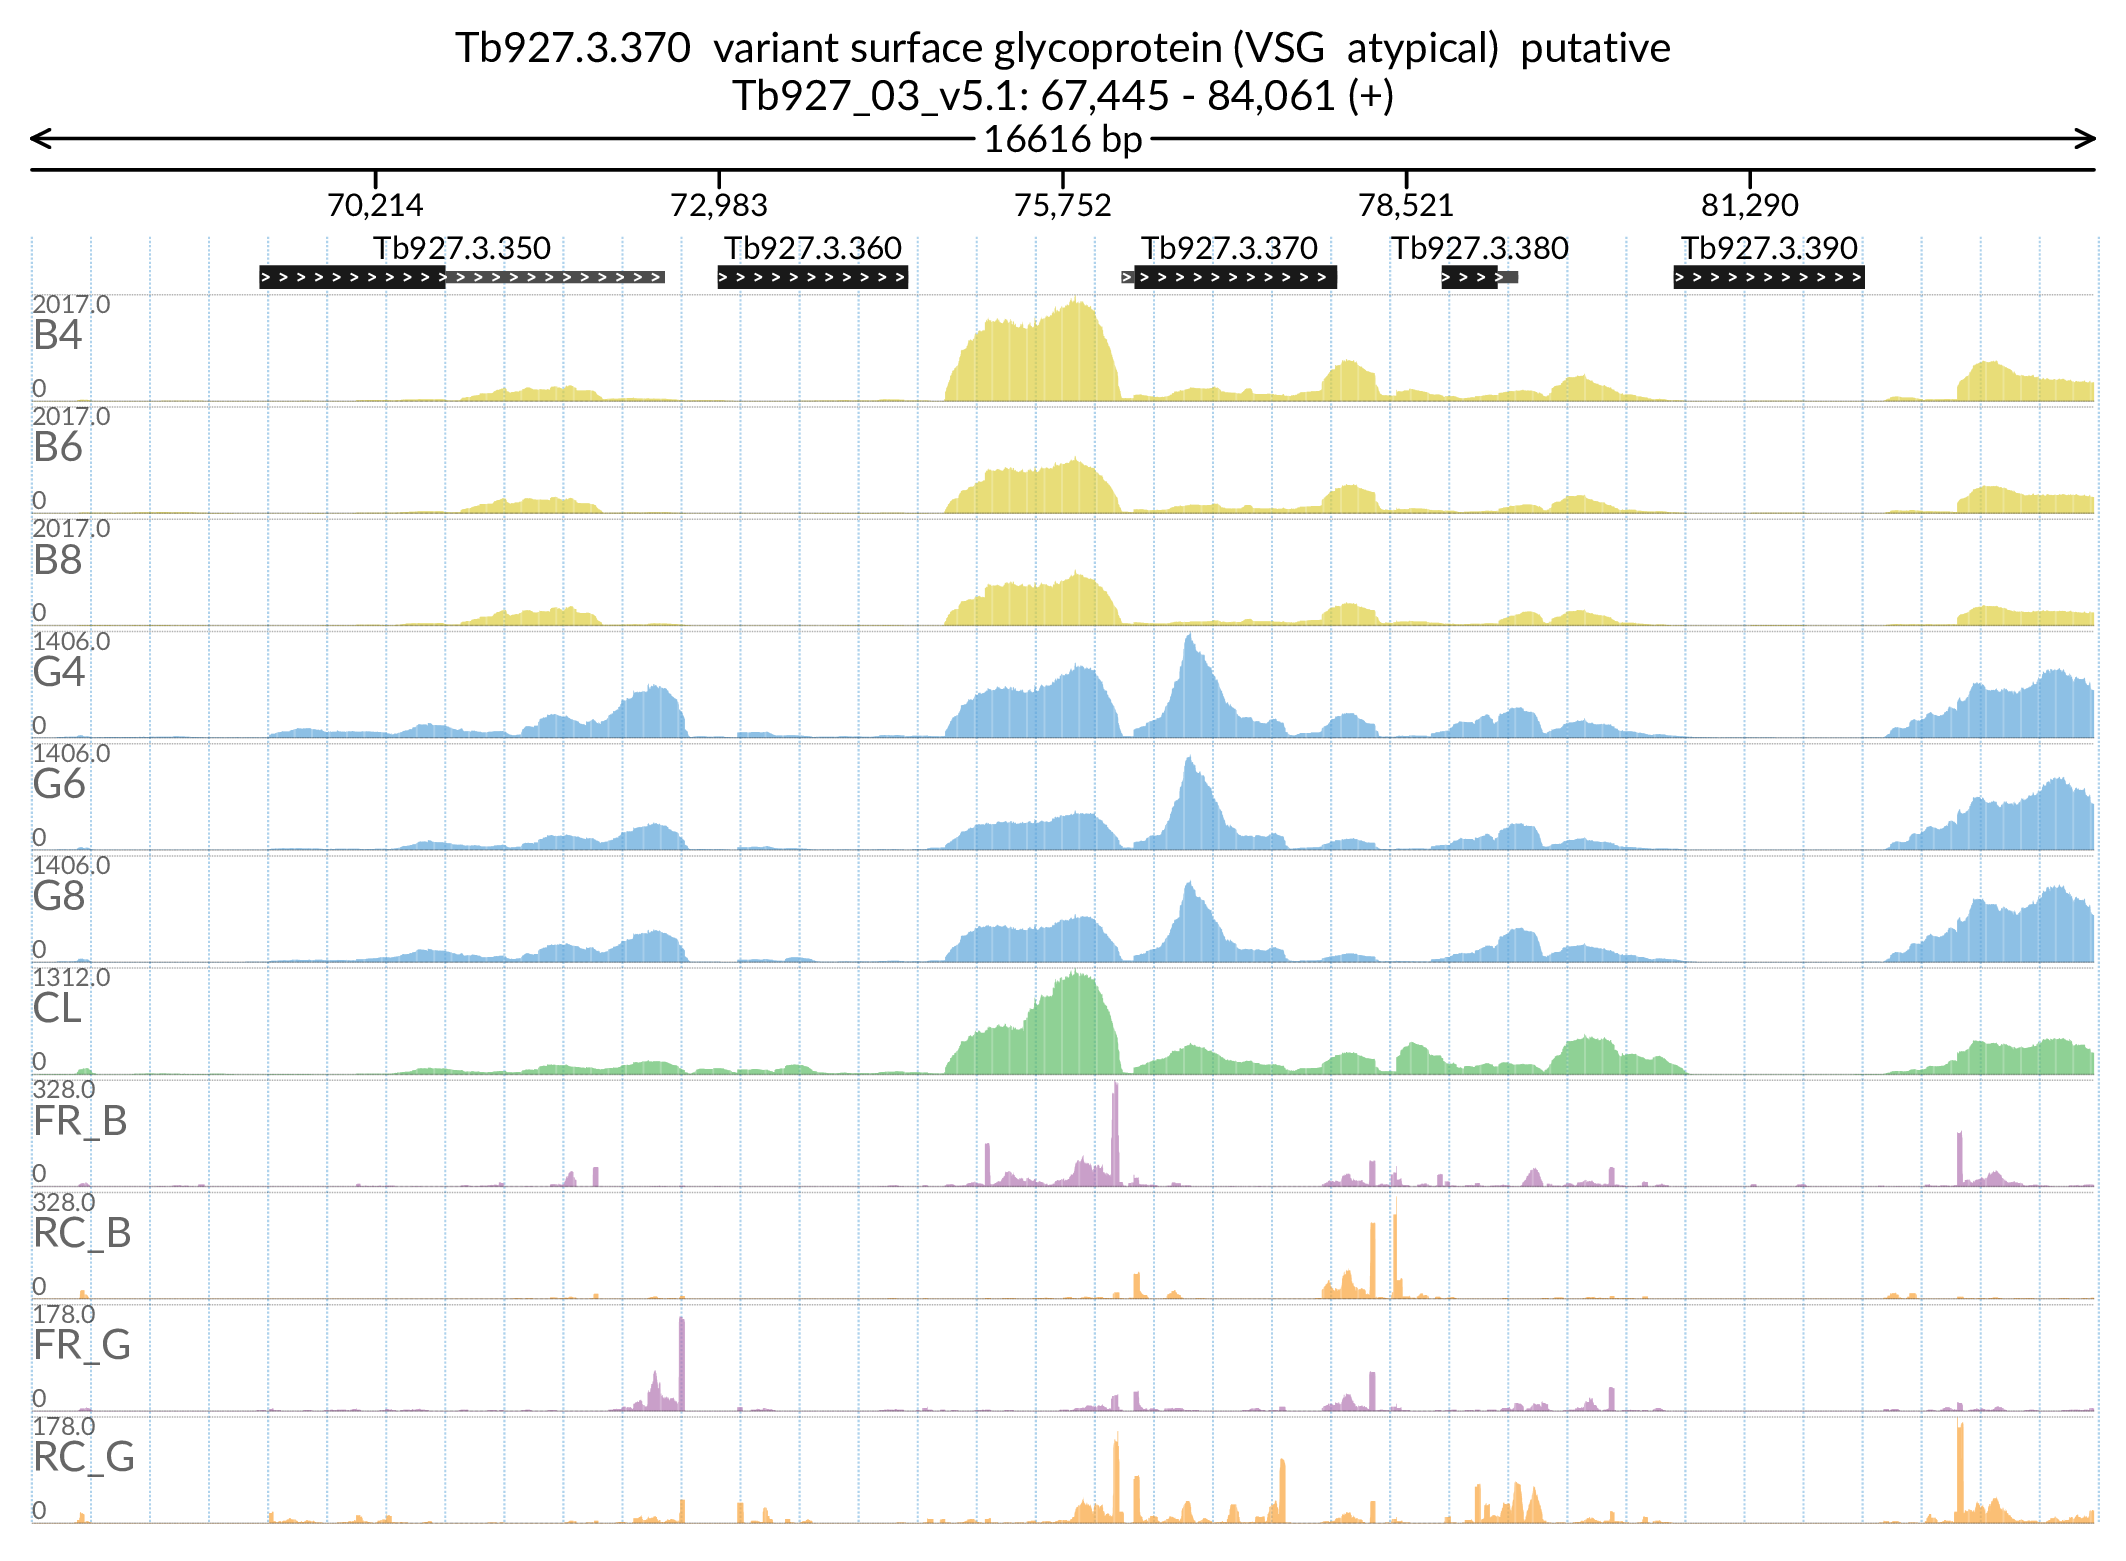 Tb927.3.370  variant surface glycoprotein (VSG  atypical)  putative
Tb927_03_v5.1: 67,445 - 84,061 (+)
16616 bp
70,214 72,983 75,752 78,521 81,290
Tb927.3.350 Tb927.3.360 Tb927.3.370 Tb927.3.380 Tb927.3.390
2017.0
B4
0
2017.0
B6
0
2017.0
B8
0
1406.0
G4
0
1406.0
G6
0
1406.0
G8
0
1312.0
CL
0
328.0
FR_B
0
328.0
RC_B
0
178.0
FR_G
0
178.0
RC_G
0